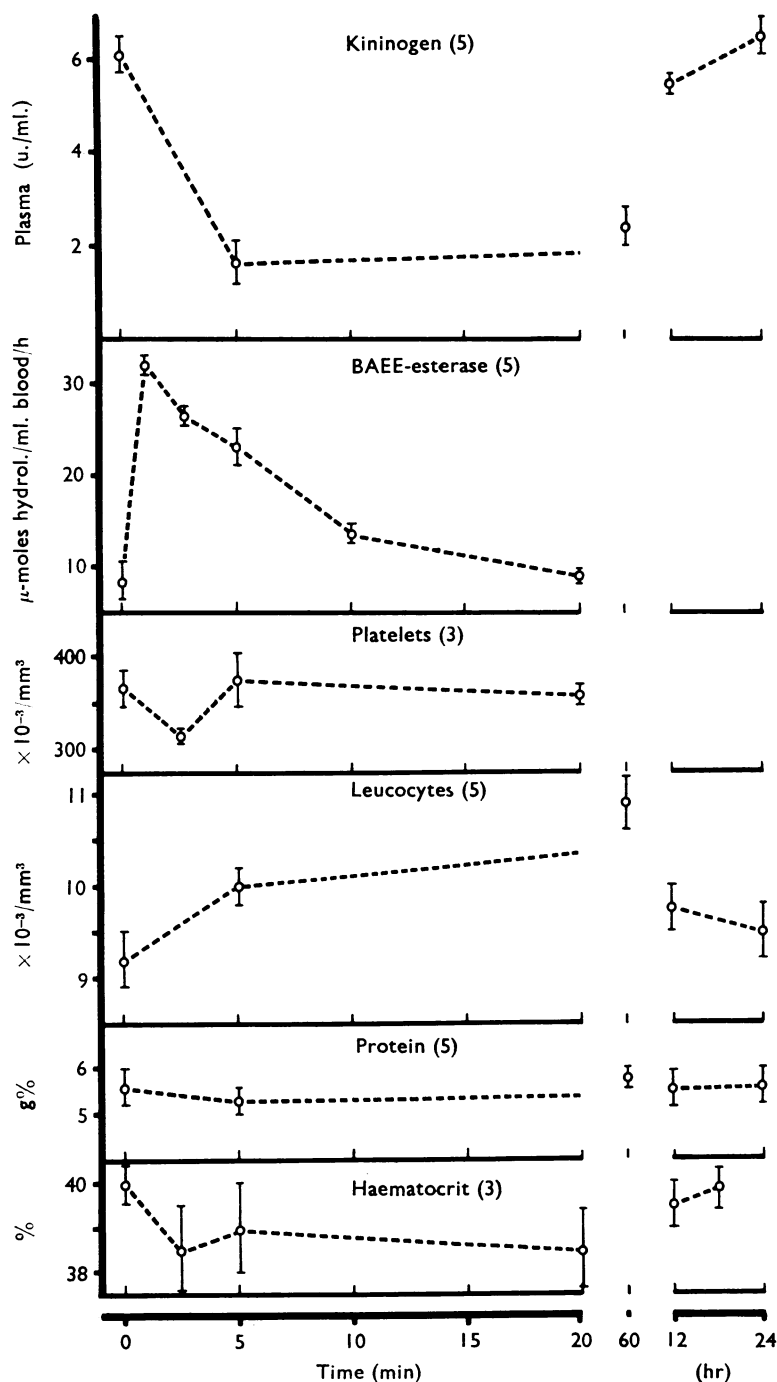 Kininogen (5)
Plasma (u./ml.)
6
4
2
BAEE-esterase (5)
μ-moles hydrol./ml. blood/h
30
20
10
Platelets (3)
× 10⁻³/mm³
400
300
Leucocytes (5)
× 10⁻³/mm³
11
10
9
Protein (5)
g%
6
5
Haematocrit (3)
%
40
38
0 5 10 15 20 60 12 24
Time (min) (hr)